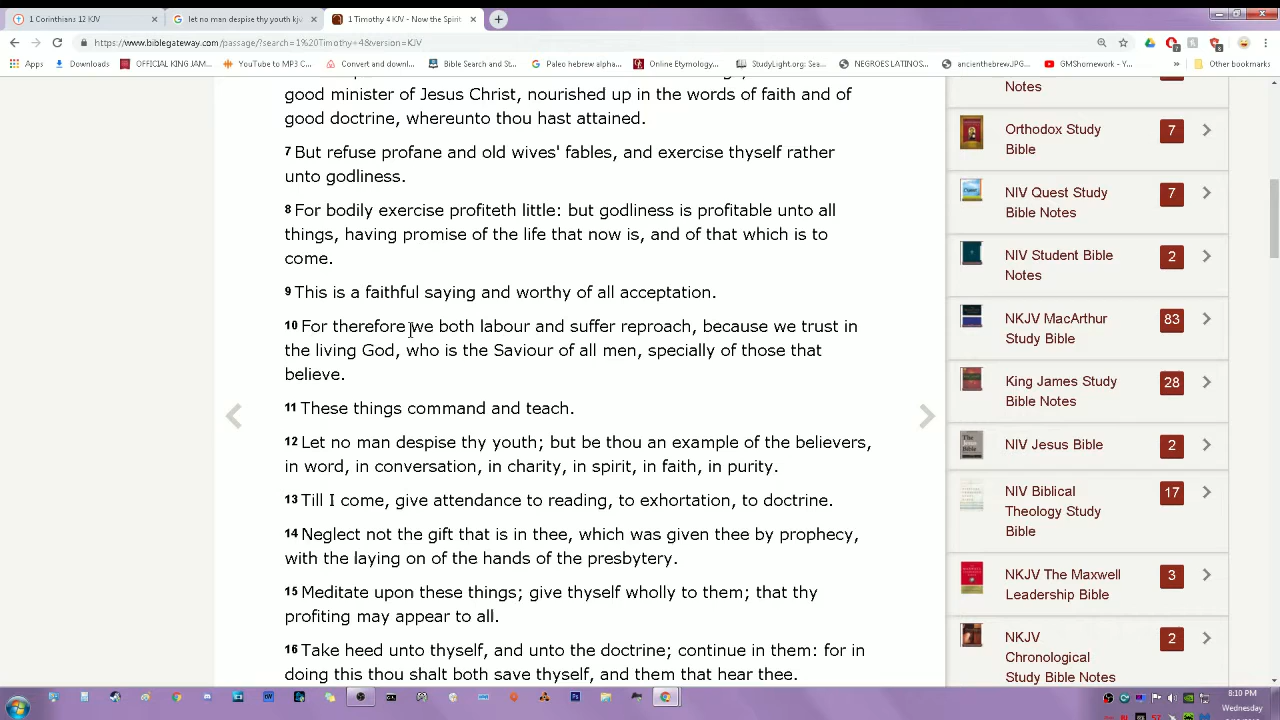 1 Corinthians 12 KJV
let no man despise thy youth kjv
1 Timothy 4 KJV - Now the Spirit
https://www.biblegateway.com/passage/?search=1%20Timothy+4&version=KJV
Apps
Downloads
OFFICIAL KING JAM...
YouTube to MP3 C...
Convert and downl...
Bible Search and S...
Paleo hebrew alpha...
Online Etymology...
StudyLight.org: Sea...
NEGROES LATINOS...
ancienthebrewJPG...
GMShomework - Y...
Other bookmarks
good minister of Jesus Christ, nourished up in the words of faith and of
good doctrine, whereunto thou hast attained.
7 But refuse profane and old wives' fables, and exercise thyself rather
unto godliness.
8 For bodily exercise profiteth little: but godliness is profitable unto all
things, having promise of the life that now is, and of that which is to
come.
9 This is a faithful saying and worthy of all acceptation.
10 For therefore we both labour and suffer reproach, because we trust in
the living God, who is the Saviour of all men, specially of those that
believe.
11 These things command and teach.
12 Let no man despise thy youth; but be thou an example of the believers,
in word, in conversation, in charity, in spirit, in faith, in purity.
13 Till I come, give attendance to reading, to exhortation, to doctrine.
14 Neglect not the gift that is in thee, which was given thee by prophecy,
with the laying on of the hands of the presbytery.
15 Meditate upon these things; give thyself wholly to them; that thy
profiting may appear to all.
16 Take heed unto thyself, and unto the doctrine; continue in them: for in
doing this thou shalt both save thyself, and them that hear thee.
Notes
Orthodox Study
Bible
7
NIV Quest Study
Bible Notes
7
NIV Student Bible
Notes
2
NKJV MacArthur
Study Bible
83
King James Study
Bible Notes
28
NIV Jesus Bible
2
NIV Biblical
Theology Study
Bible
17
NKJV The Maxwell
Leadership Bible
3
NKJV
Chronological
Study Bible Notes
2
8:10 PM
Wednesday